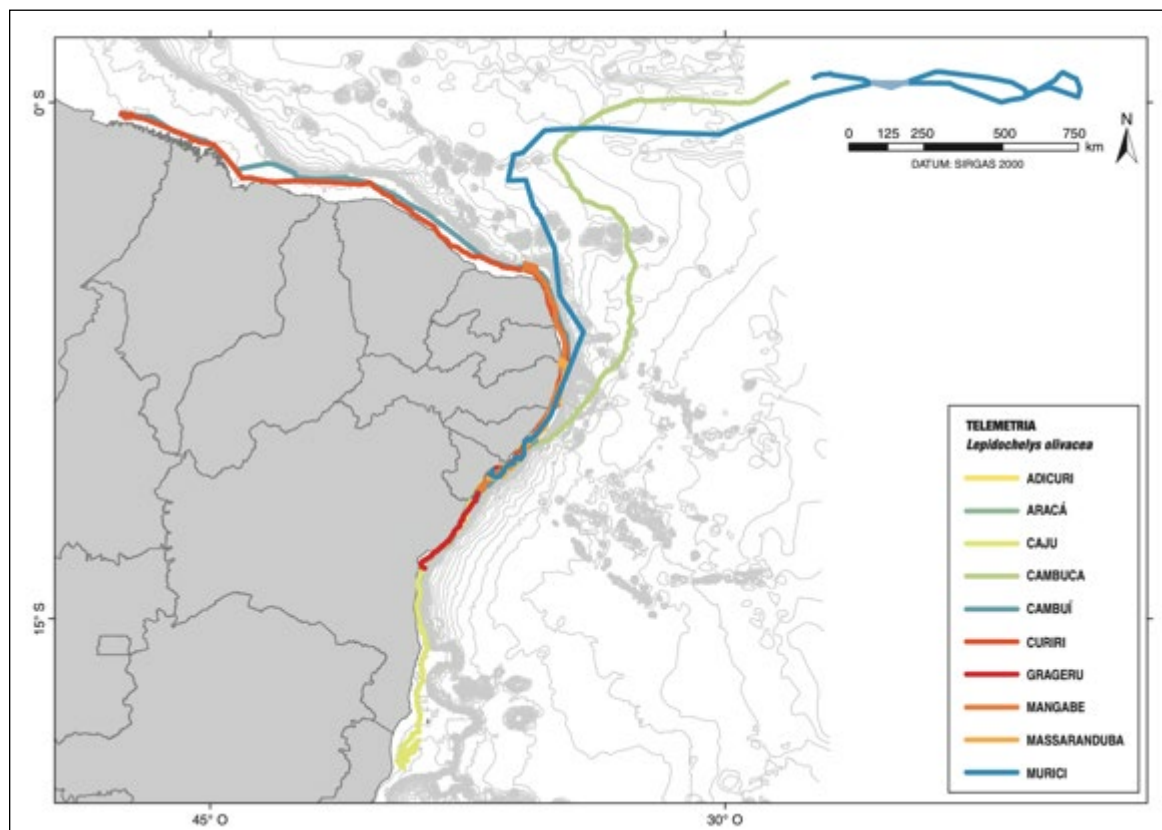 0° S
N
0 125 250 500 750
km
DATUM: SIRGAS 2000
TELEMETRIA
Lepidochelys olivacea
ADICURI
ARACÁ
CAJU
CAMBUCA
CAMBUÍ
CURIRI
GRAGERU
MANGABE
MASSARANDUBA
MURICI
15° S
45° O
30° O